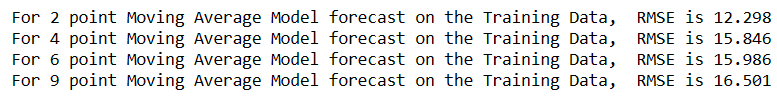 For 2 point Moving Average Model forecast on the Training Data,  RMSE is 12.298
For 4 point Moving Average Model forecast on the Training Data,  RMSE is 15.846
For 6 point Moving Average Model forecast on the Training Data,  RMSE is 15.986
For 9 point Moving Average Model forecast on the Training Data,  RMSE is 16.501